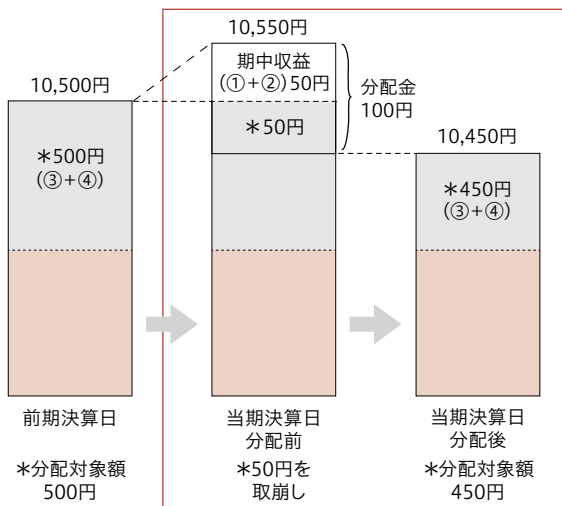 10,500円
＊500円
(③＋④)
前期決算日
＊分配対象額
500円
10,550円
期中収益
(①＋②)50円
＊50円
分配金
100円
当期決算日
分配前
＊50円を
取崩し
10,450円
＊450円
(③＋④)
当期決算日
分配後
＊分配対象額
450円